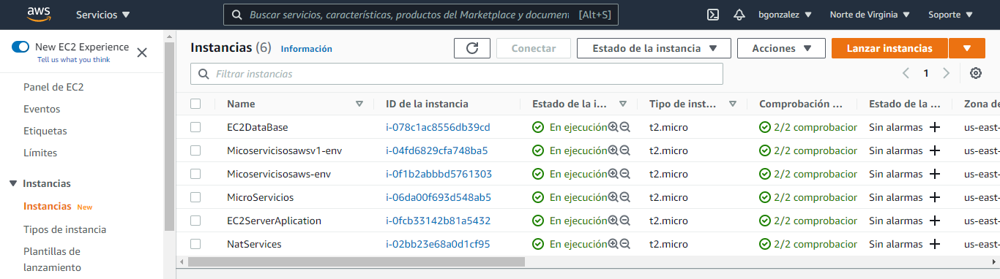 aws Servicios Buscar servicios, características, productos del Marketplace y document [Alt+S] bgonzalez Norte de Virginia Soporte
New EC2 Experience
Tell us what you think
Panel de EC2
Eventos
Etiquetas
Límites
Instancias
Instancias New
Tipos de instancia
Plantillas de
lanzamiento
Instancias (6) Información Conectar Estado de la instancia Acciones Lanzar instancias
Filtrar instancias 1
Name ID de la instancia Estado de la i... Tipo de inst... Comprobación ... Estado de la ... Zona de
EC2DataBase i-078c1ac8556db39cd En ejecución t2.micro 2/2 comprobacior Sin alarmas us-east-
Micoservicisosawsv1-env i-04fd6829cfa748ba5 En ejecución t2.micro 2/2 comprobacior Sin alarmas us-east-
Micoservicisosaws-env i-0f1b2abbbd5761303 En ejecución t2.micro 2/2 comprobacior Sin alarmas us-east-
MicroServicios i-06da00f693d548ab5 En ejecución t2.micro 2/2 comprobacior Sin alarmas us-east-
EC2ServerAplication i-0fcb33142b81a5432 En ejecución t2.micro 2/2 comprobacior Sin alarmas us-east-
NatServices i-02bb23e68a0d1cf95 En ejecución t2.micro 2/2 comprobacior Sin alarmas us-east-